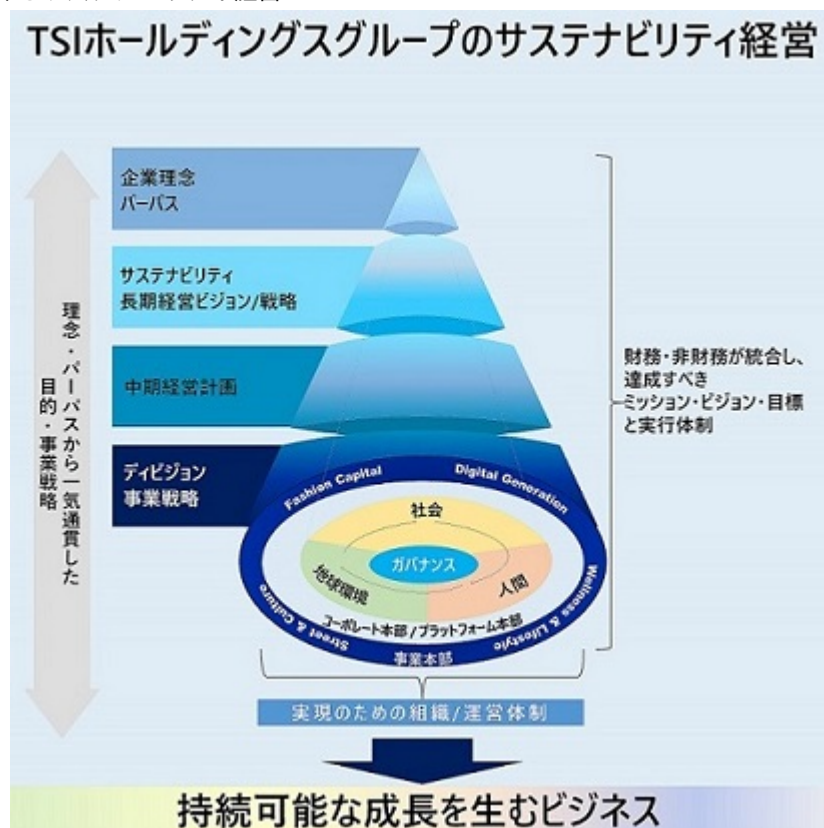 TSIホールディングスグループのサステナビリティ経営
企業理念
パーパス
サステナビリティ
長期経営ビジョン/戦略
中期経営計画
ディビジョン
事業戦略
理念・パーパスから一気通貫した
目的・事業戦略
財務・非財務が統合し、
達成すべき
ミッション・ビジョン・目標
と実行体制
Fashion Capital
Digital Generation
社会
ガバナンス
地球環境
人間
コーポレート本部/プラットフォーム本部
Street & Culture
Wellness & Lifestyle
事業本部
実現のための組織/運営体制
持続可能な成長を生むビジネス